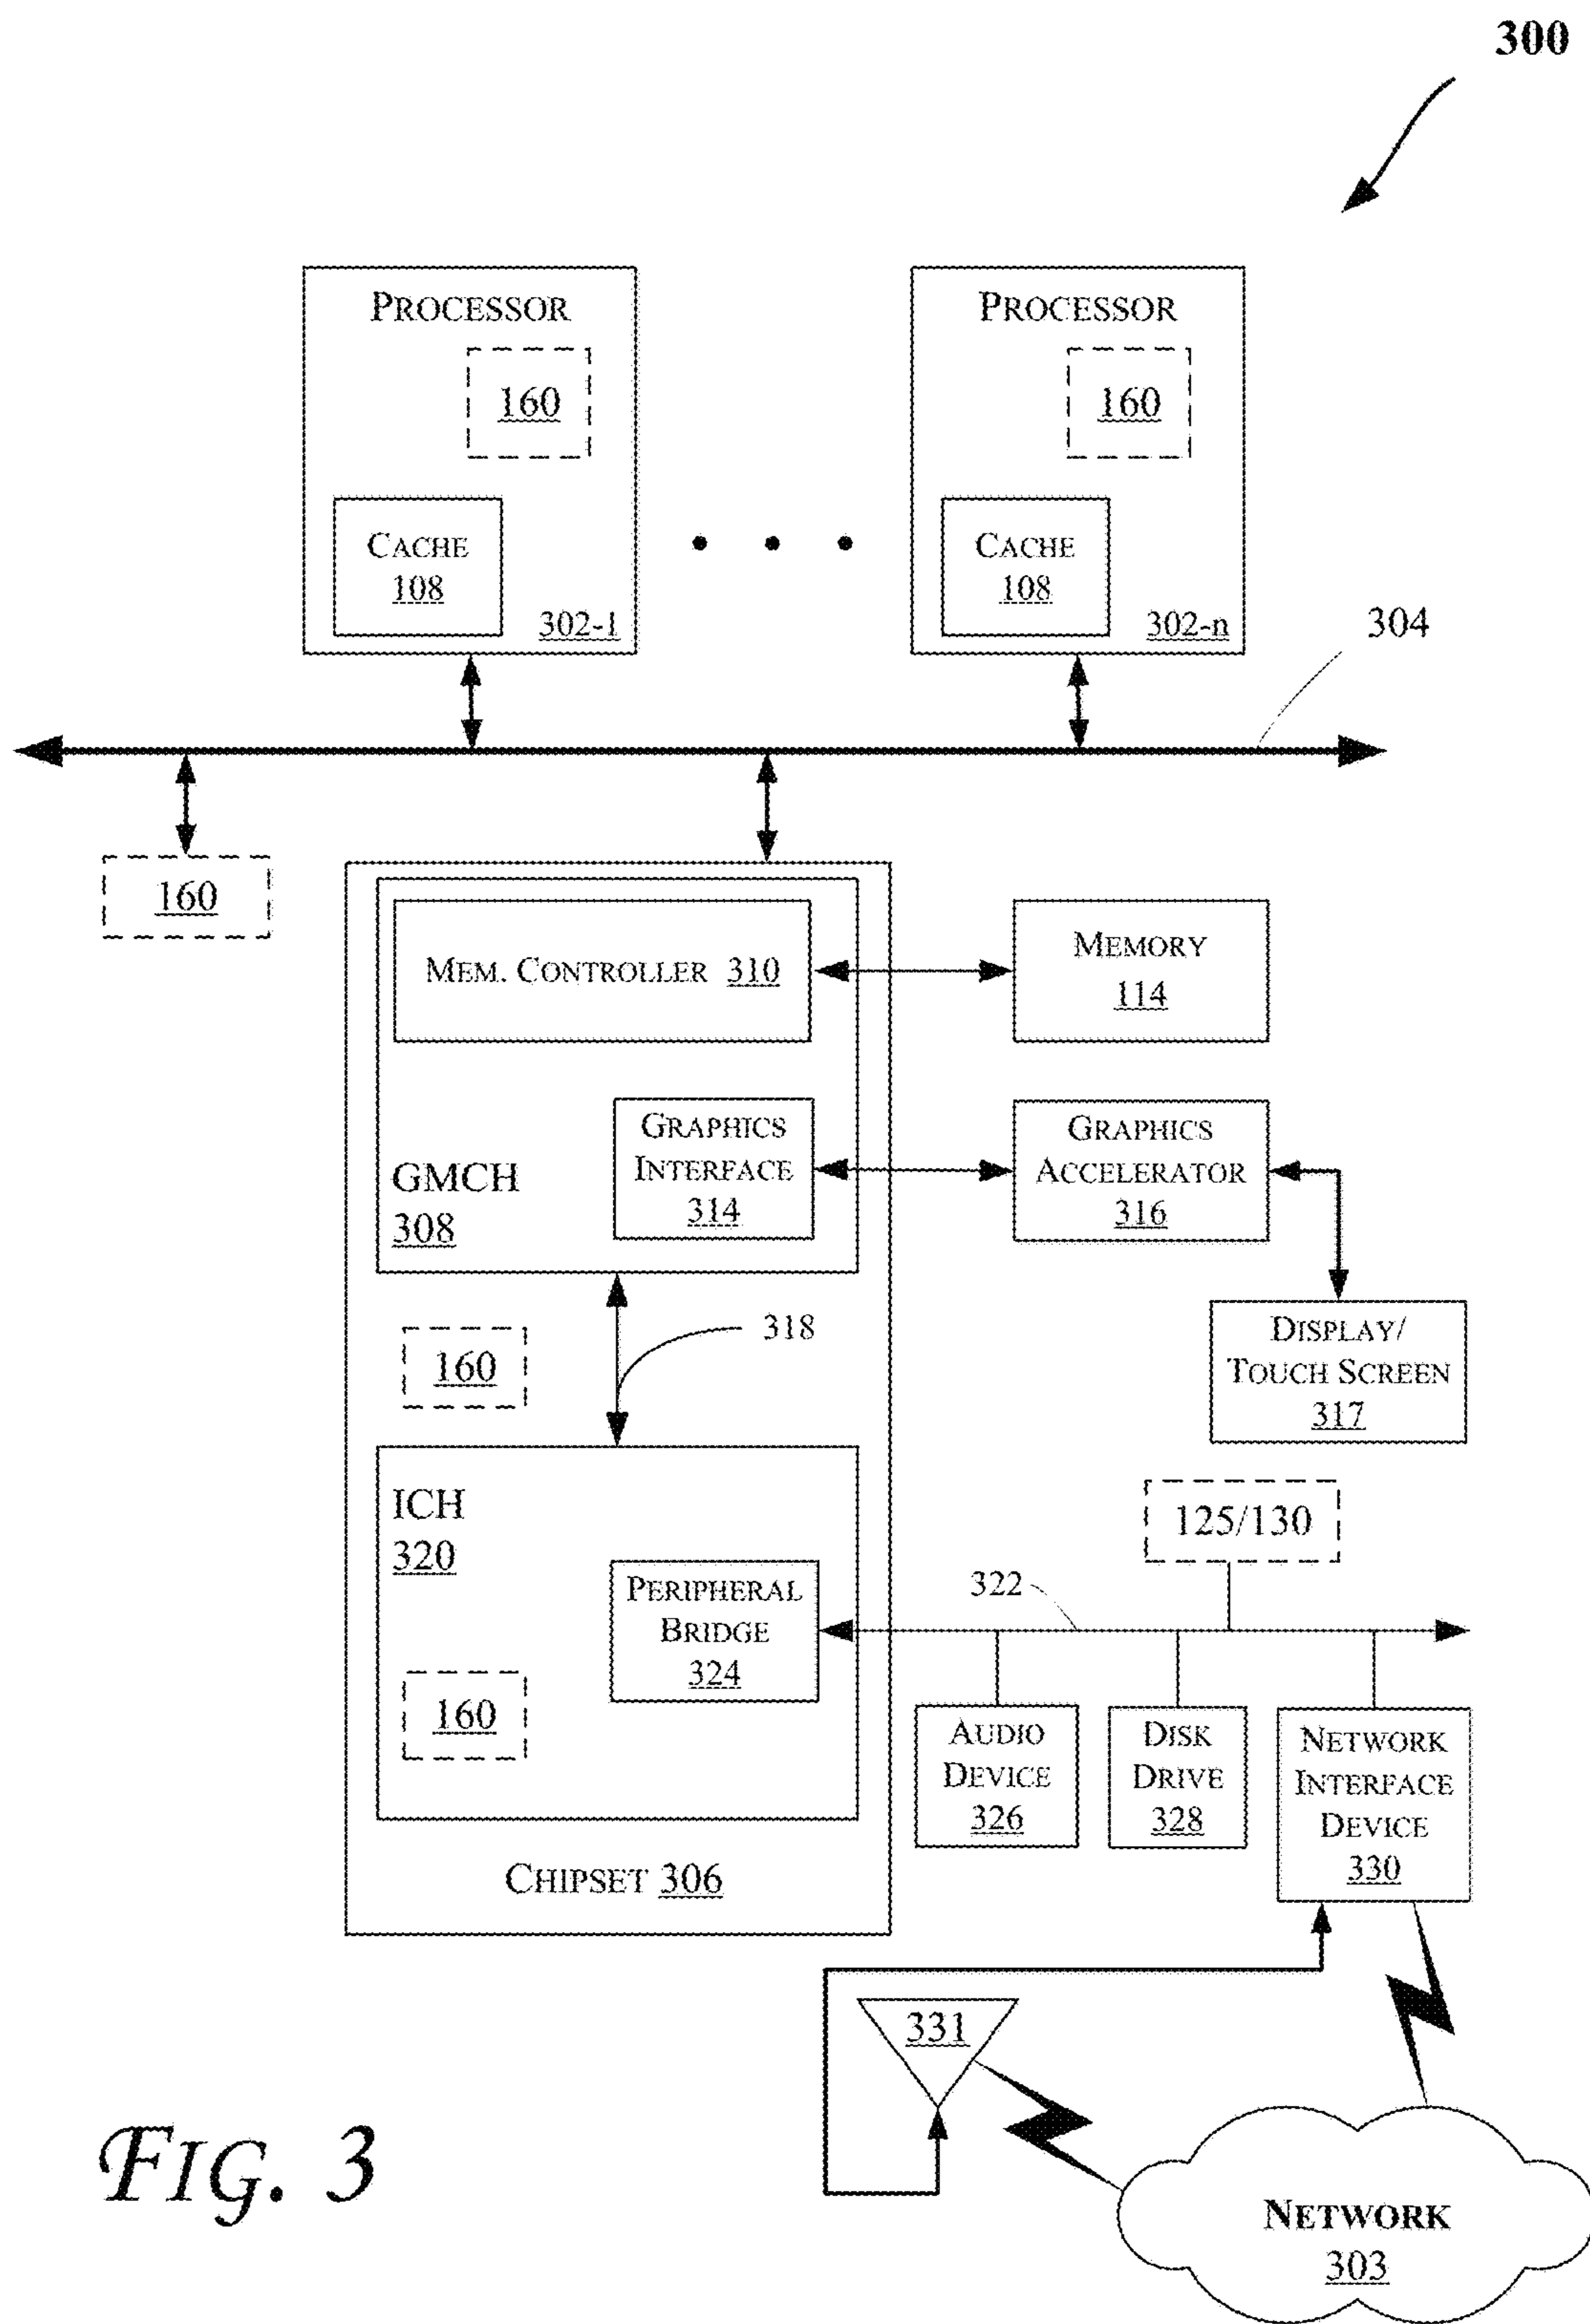 300
PROCESSOR
160
CACHE
108
302-1
PROCESSOR
160
CACHE
108
302-n
304
160
MEM. CONTROLLER 310
MEMORY
114
GRAPHICS
INTERFACE
314
GMCH
308
GRAPHICS
ACCELERATOR
316
318
160
DISPLAY/
TOUCH SCREEN
317
ICH
320
125/130
322
PERIPHERAL
BRIDGE
324
160
AUDIO
DEVICE
326
DISK
DRIVE
328
NETWORK
INTERFACE
DEVICE
330
CHIPSET 306
331
FIG. 3
NETWORK
303